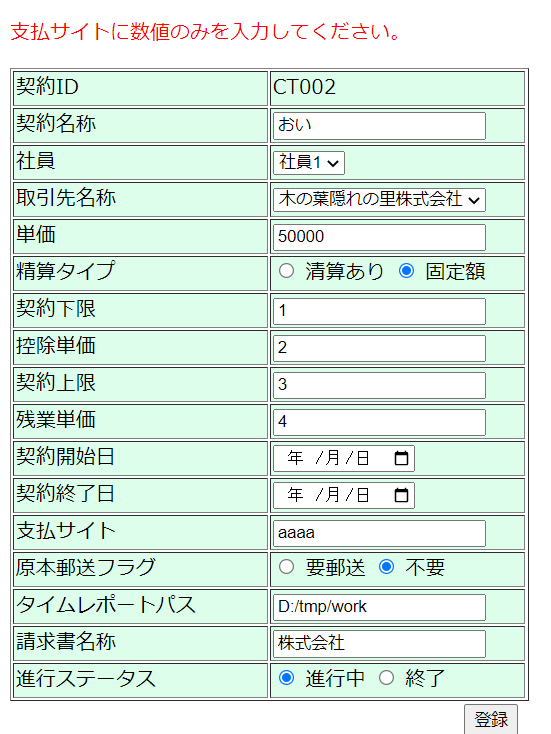 支払サイトに数値のみを入力してください。
契約ID CT002
契約名称 おい
社員 社員1
取引先名称 木の葉隠れの里株式会社
単価 50000
精算タイプ 清算あり 固定額
契約下限 1
控除単価 2
契約上限 3
残業単価 4
契約開始日 年 /月/日
契約終了日 年 /月/日
支払サイト aaaa
原本郵送フラグ 要郵送 不要
タイムレポートパス D:/tmp/work
請求書名称 株式会社
進行ステータス 進行中 終了
登録